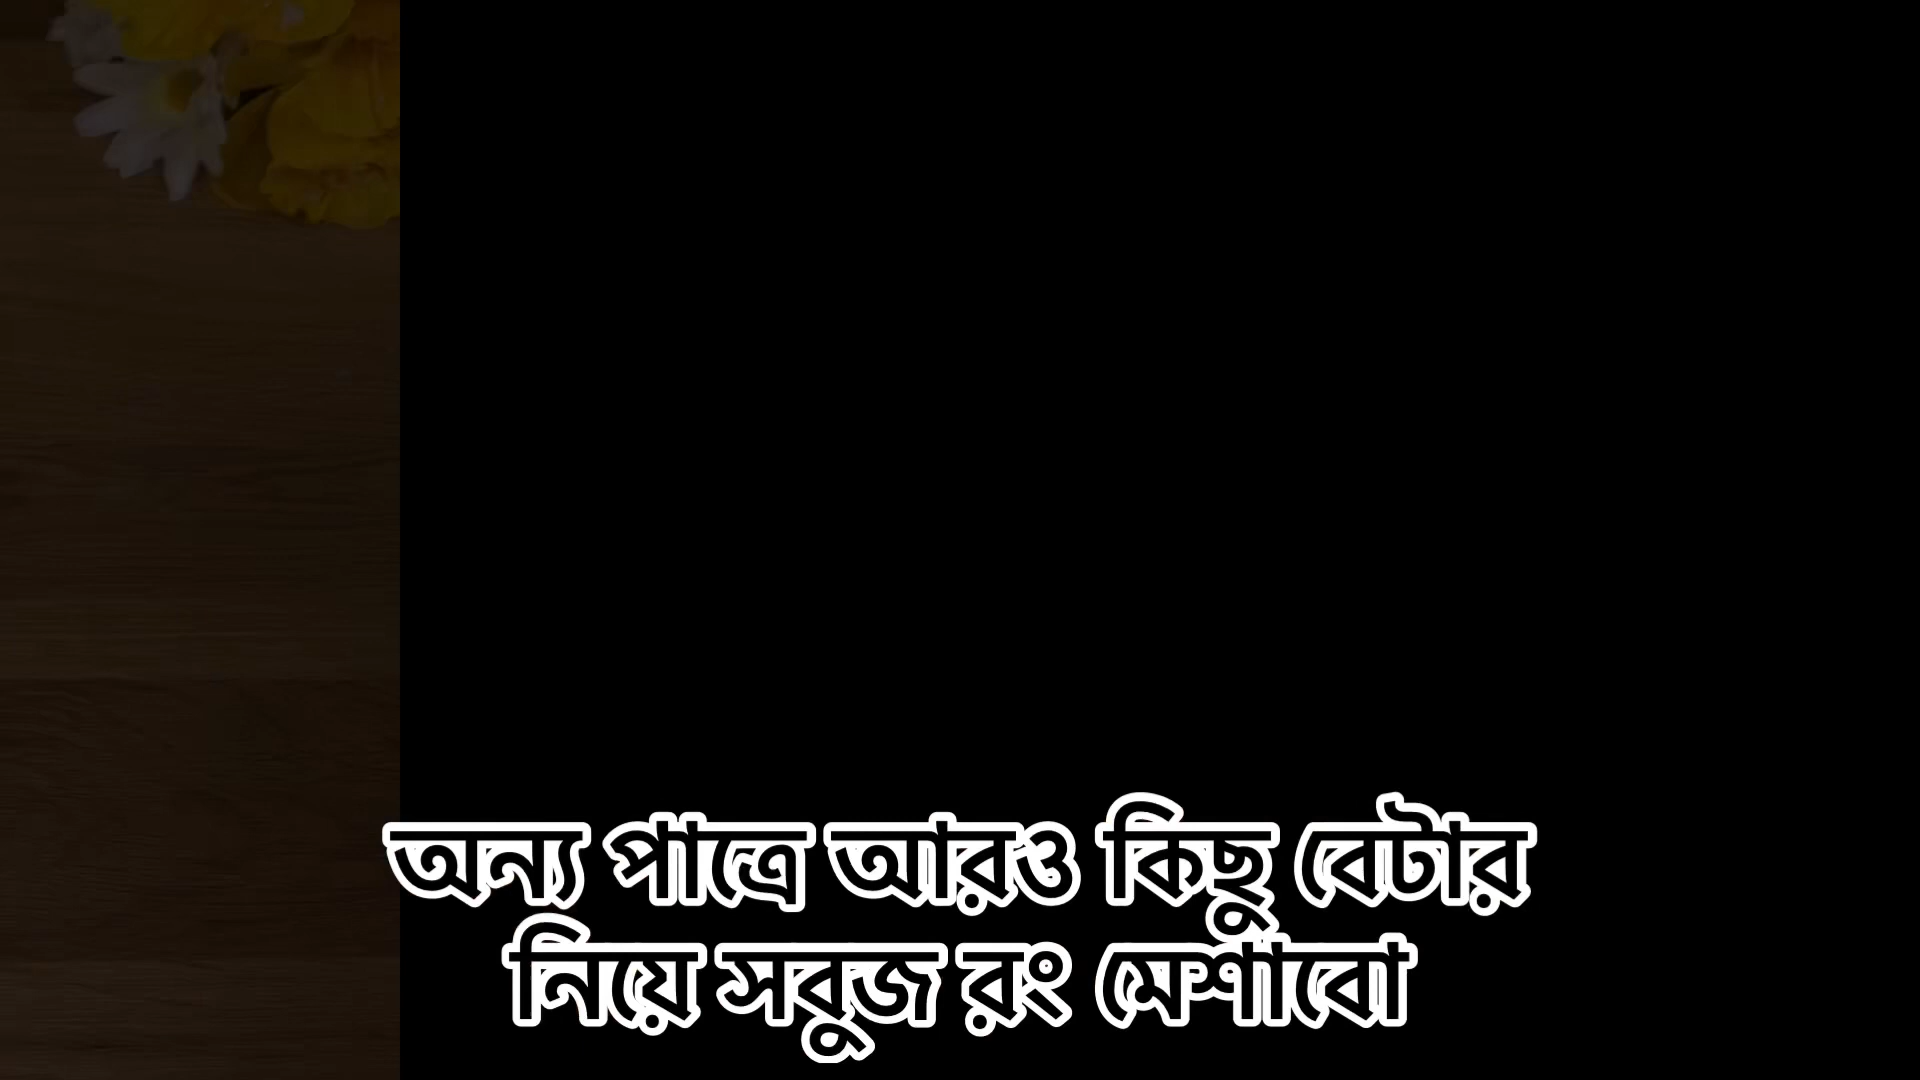 অন্য পাত্রে আরও কিছু বেটার
নিয়ে সবুজ রং মেশাবো